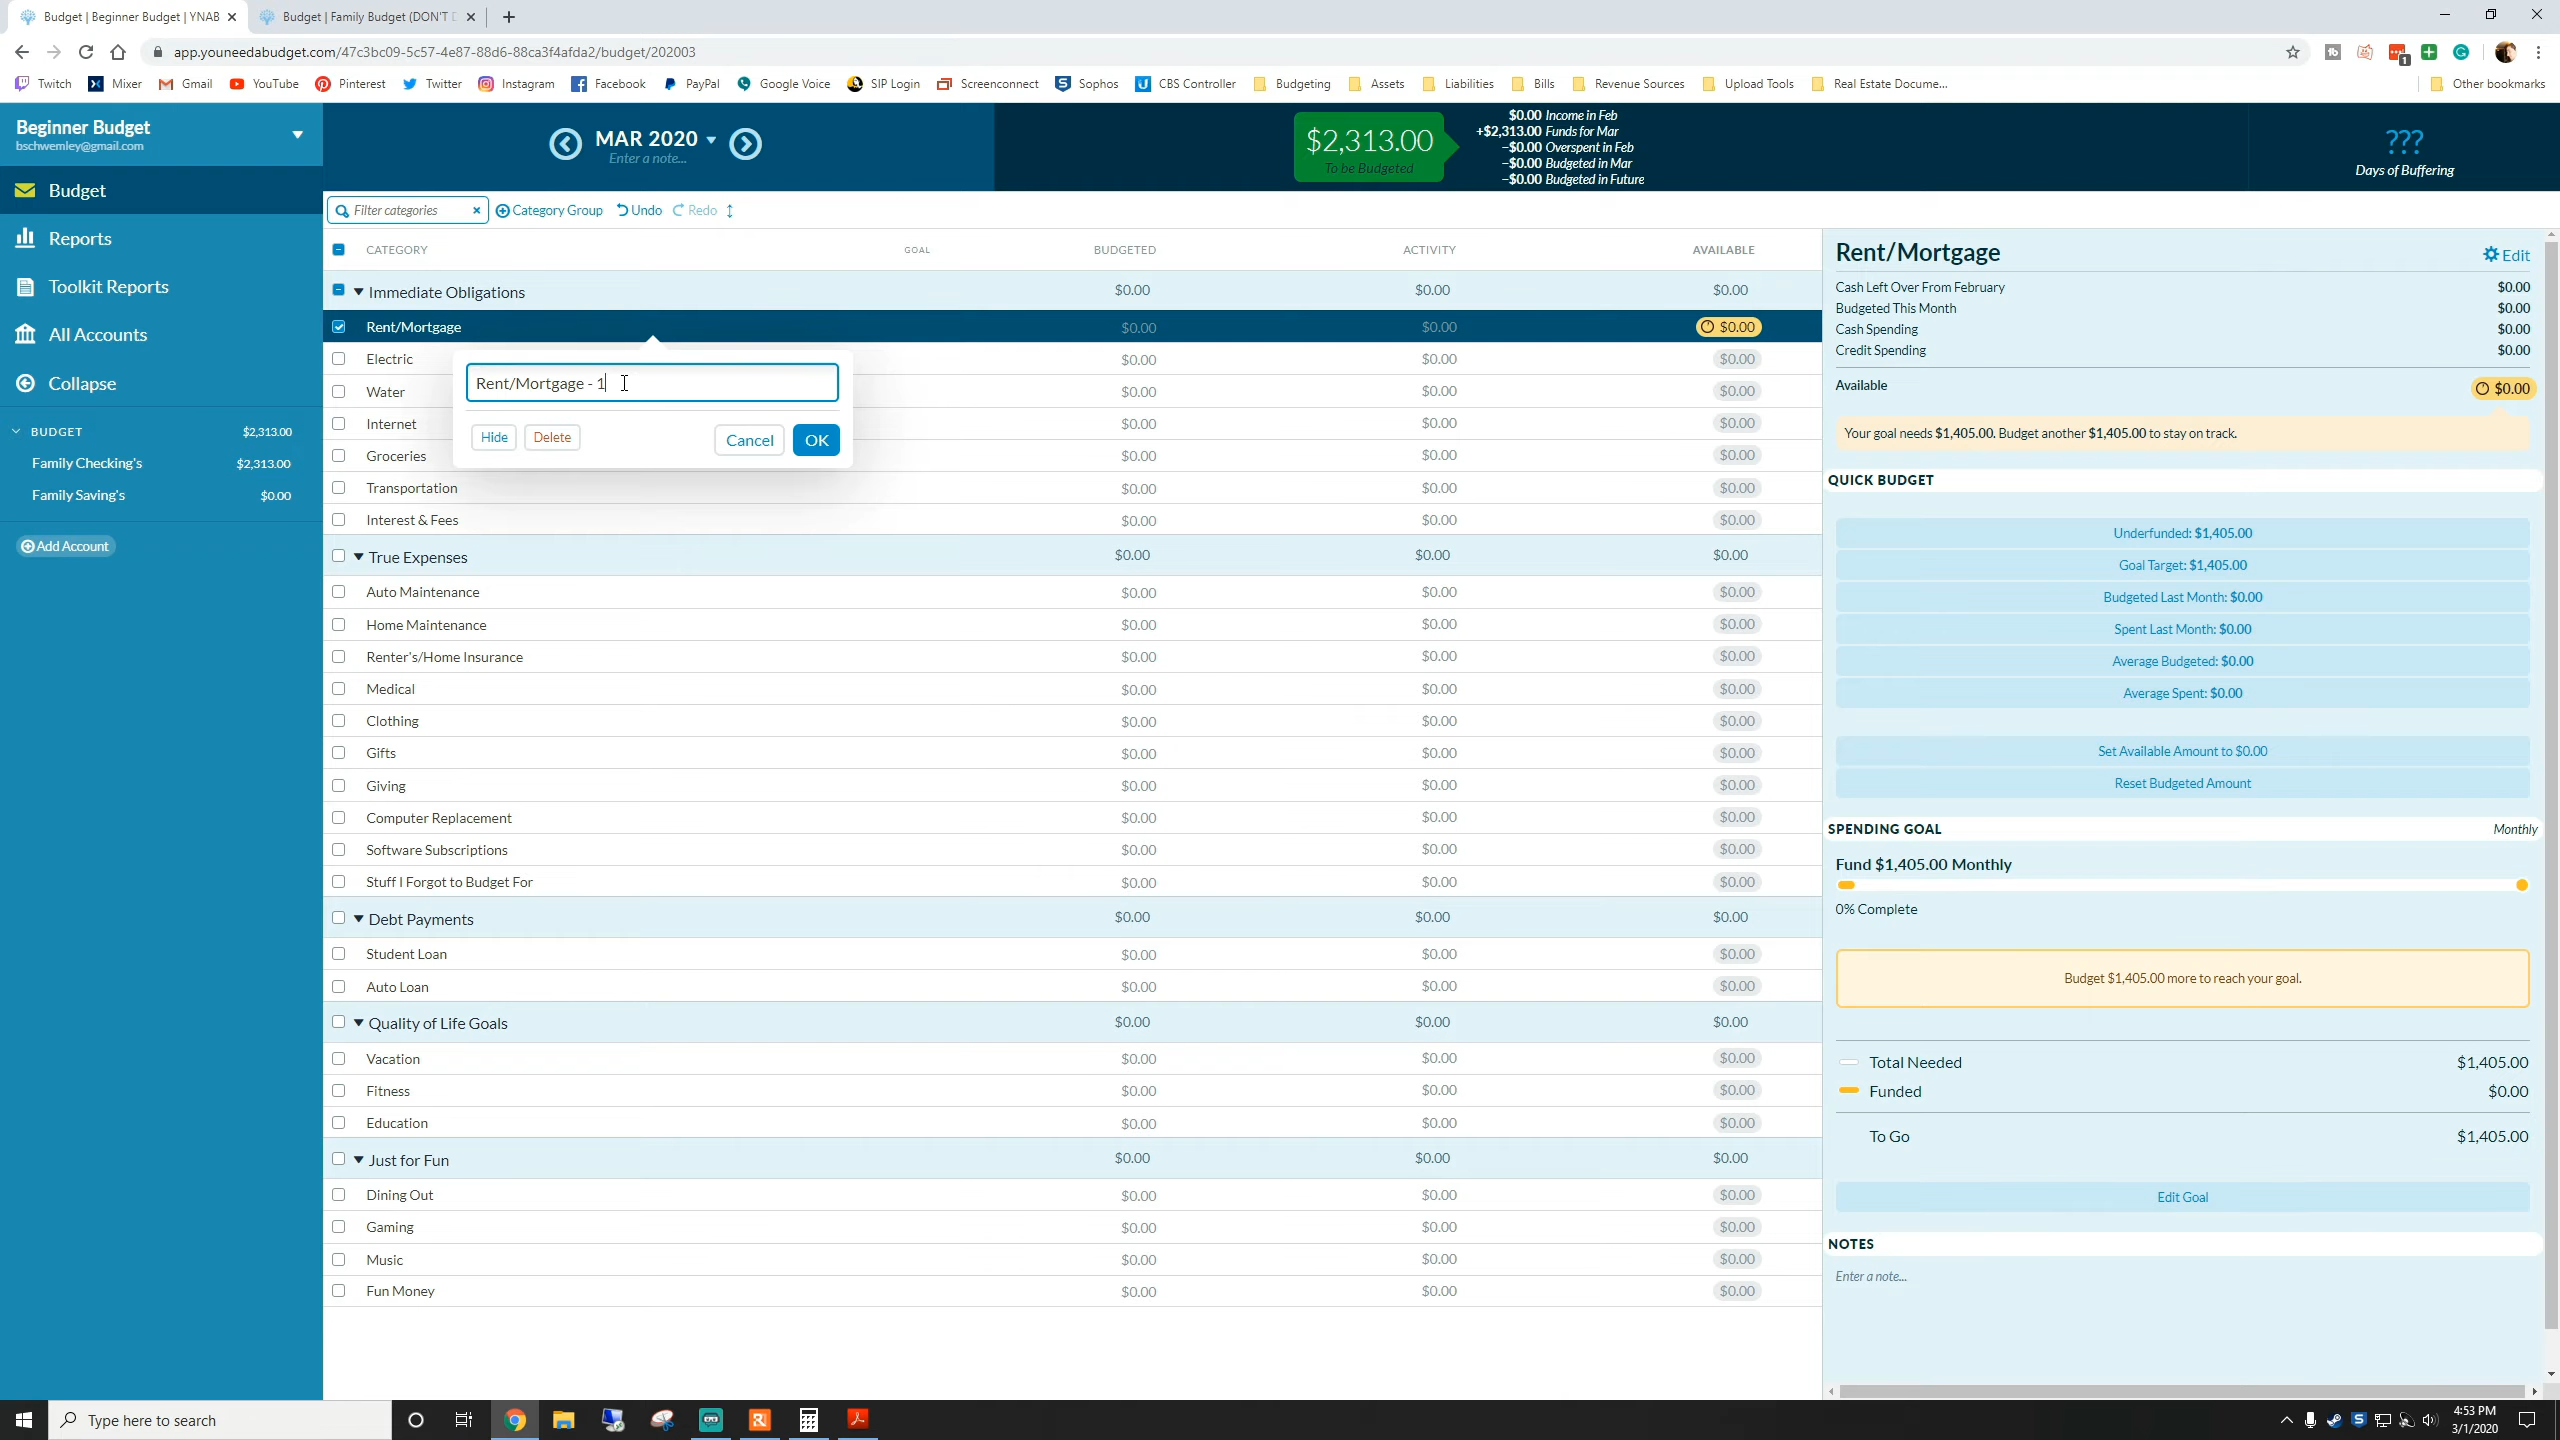 Budget | Beginner Budget | YNAB
Budget | Family Budget (DON'T D
app.youneedabudget.com/47c3bc09-5c57-4e87-88d6-88ca3f4afda2/budget/202003
Twitch Mixer Gmail YouTube Pinterest Twitter Instagram Facebook PayPal Google Voice SIP Login Screenconnect Sophos CBS Controller Budgeting Assets Liabilities Bills Revenue Sources Upload Tools Real Estate Docume... Other bookmarks
Beginner Budget
bschwemley@gmail.com
Budget
Reports
Toolkit Reports
All Accounts
Collapse
BUDGET $2,313.00
Family Checking's $2,313.00
Family Saving's $0.00
Add Account
MAR 2020
Enter a note...
$2,313.00
To be Budgeted
$0.00 Income in Feb
+$2,313.00 Funds for Mar
−$0.00 Overspent in Feb
−$0.00 Budgeted in Mar
−$0.00 Budgeted in Future
???
Days of Buffering
Filter categories
Category Group Undo Redo
CATEGORY GOAL BUDGETED ACTIVITY AVAILABLE
Immediate Obligations $0.00 $0.00 $0.00
Rent/Mortgage $0.00 $0.00 $0.00
Electric $0.00 $0.00 $0.00
Water $0.00 $0.00 $0.00
Internet $0.00 $0.00 $0.00
Groceries $0.00 $0.00 $0.00
Transportation $0.00 $0.00 $0.00
Interest & Fees $0.00 $0.00 $0.00
True Expenses $0.00 $0.00 $0.00
Auto Maintenance $0.00 $0.00 $0.00
Home Maintenance $0.00 $0.00 $0.00
Renter's/Home Insurance $0.00 $0.00 $0.00
Medical $0.00 $0.00 $0.00
Clothing $0.00 $0.00 $0.00
Gifts $0.00 $0.00 $0.00
Giving $0.00 $0.00 $0.00
Computer Replacement $0.00 $0.00 $0.00
Software Subscriptions $0.00 $0.00 $0.00
Stuff I Forgot to Budget For $0.00 $0.00 $0.00
Debt Payments $0.00 $0.00 $0.00
Student Loan $0.00 $0.00 $0.00
Auto Loan $0.00 $0.00 $0.00
Quality of Life Goals $0.00 $0.00 $0.00
Vacation $0.00 $0.00 $0.00
Fitness $0.00 $0.00 $0.00
Education $0.00 $0.00 $0.00
Just for Fun $0.00 $0.00 $0.00
Dining Out $0.00 $0.00 $0.00
Gaming $0.00 $0.00 $0.00
Music $0.00 $0.00 $0.00
Fun Money $0.00 $0.00 $0.00
Rent/Mortgage - 1
Hide Delete Cancel OK
Rent/Mortgage Edit
Cash Left Over From February $0.00
Budgeted This Month $0.00
Cash Spending $0.00
Credit Spending $0.00
Available $0.00
Your goal needs $1,405.00. Budget another $1,405.00 to stay on track.
QUICK BUDGET
Underfunded: $1,405.00
Goal Target: $1,405.00
Budgeted Last Month: $0.00
Spent Last Month: $0.00
Average Budgeted: $0.00
Average Spent: $0.00
Set Available Amount to $0.00
Reset Budgeted Amount
SPENDING GOAL Monthly
Fund $1,405.00 Monthly
0% Complete
Budget $1,405.00 more to reach your goal.
Total Needed $1,405.00
Funded $0.00
To Go $1,405.00
Edit Goal
NOTES
Enter a note...
Type here to search
4:53 PM
3/1/2020